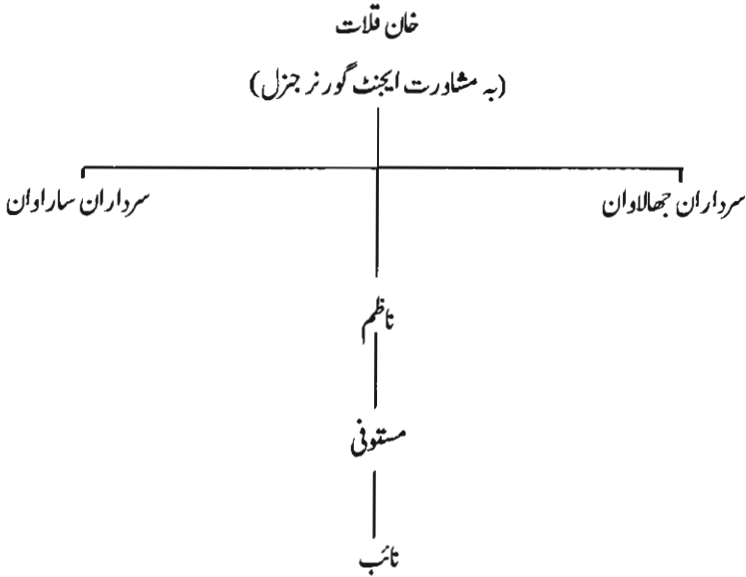 خان قلات
(بہ مشاورت ایجنٹ گورنر جنرل)
سرداران جھالاوان
سرداران ساراوان
ناظم
مستوفی
نائب